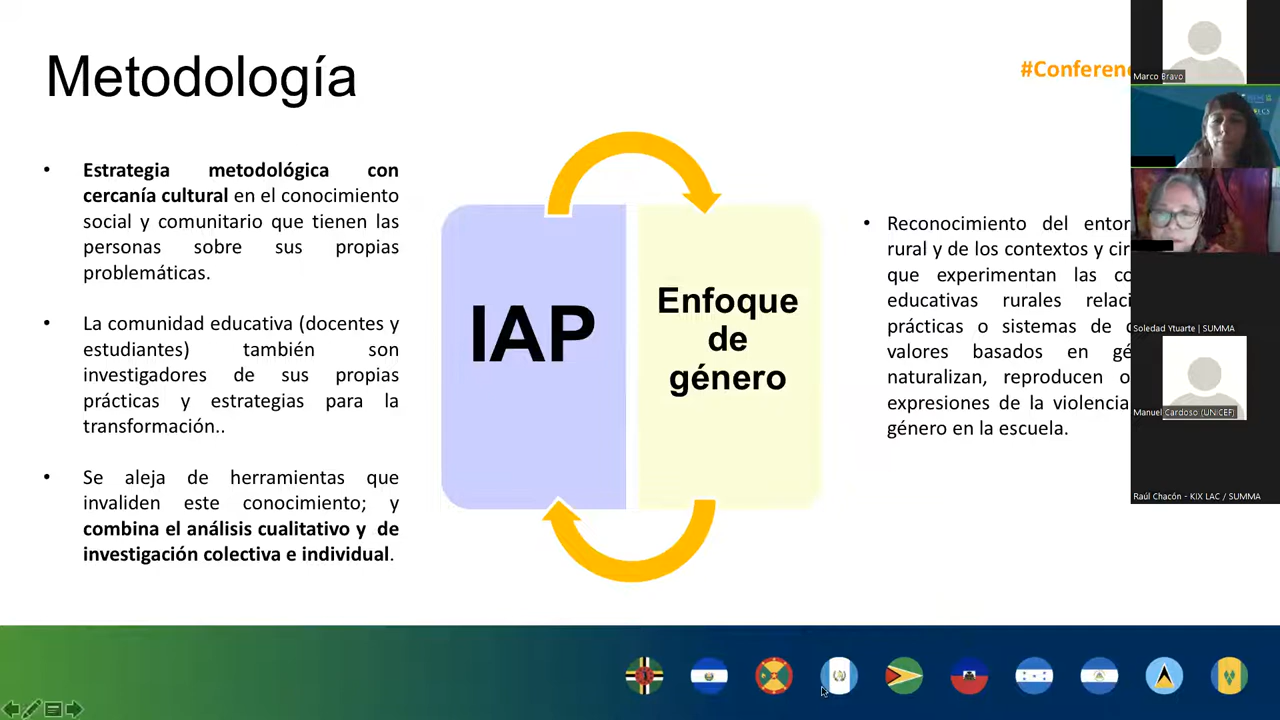 Metodología
#Conferen
• Estrategia metodológica con
cercanía cultural en el conocimiento
social y comunitario que tienen las
personas sobre sus propias
problemáticas.
• La comunidad educativa (docentes y
estudiantes) también son
investigadores de sus propias
prácticas y estrategias para la
transformación..
• Se aleja de herramientas que
invaliden este conocimiento; y
combina el análisis cualitativo y de
investigación colectiva e individual.
IAP
Enfoque
de
género
• Reconocimiento del entor
rural y de los contextos y cir
que experimentan las co
educativas rurales relaci
prácticas o sistemas de
valores basados en gé
naturalizan, reproducen o
expresiones de la violencia
género en la escuela.
Marco Bravo
Soledad Ytuarte | SUMMA
Manuel Cardoso (UNICEF)
Raúl Chacón - KIX LAC / SUMMA